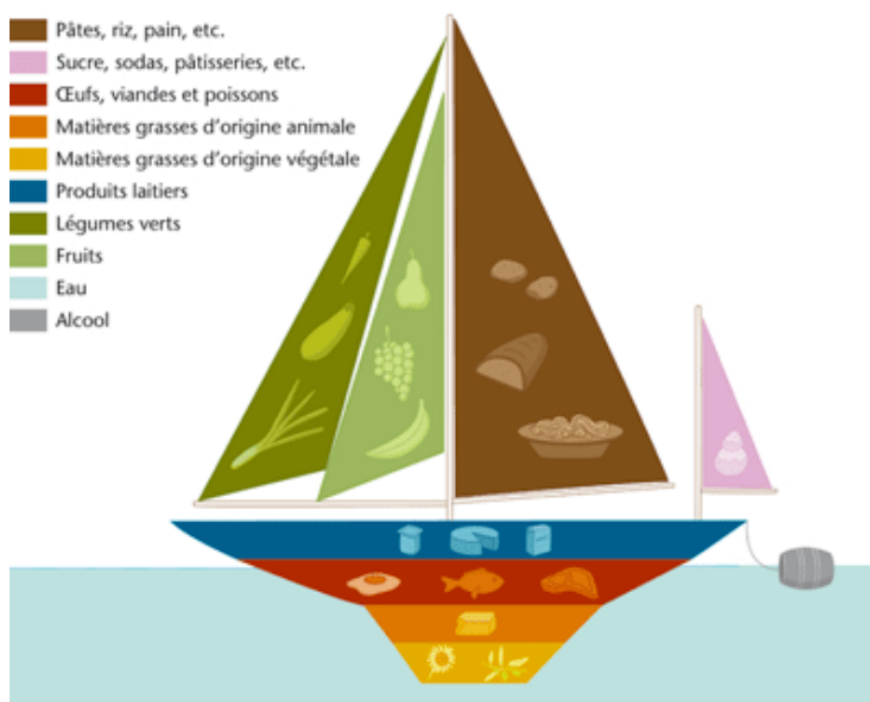 Pâtes, riz, pain, etc.
Sucre, sodas, pâtisseries, etc.
Œufs, viandes et poissons
Matières grasses d'origine animale
Matières grasses d'origine végétale
Produits laitiers
Légumes verts
Fruits
Eau
Alcool